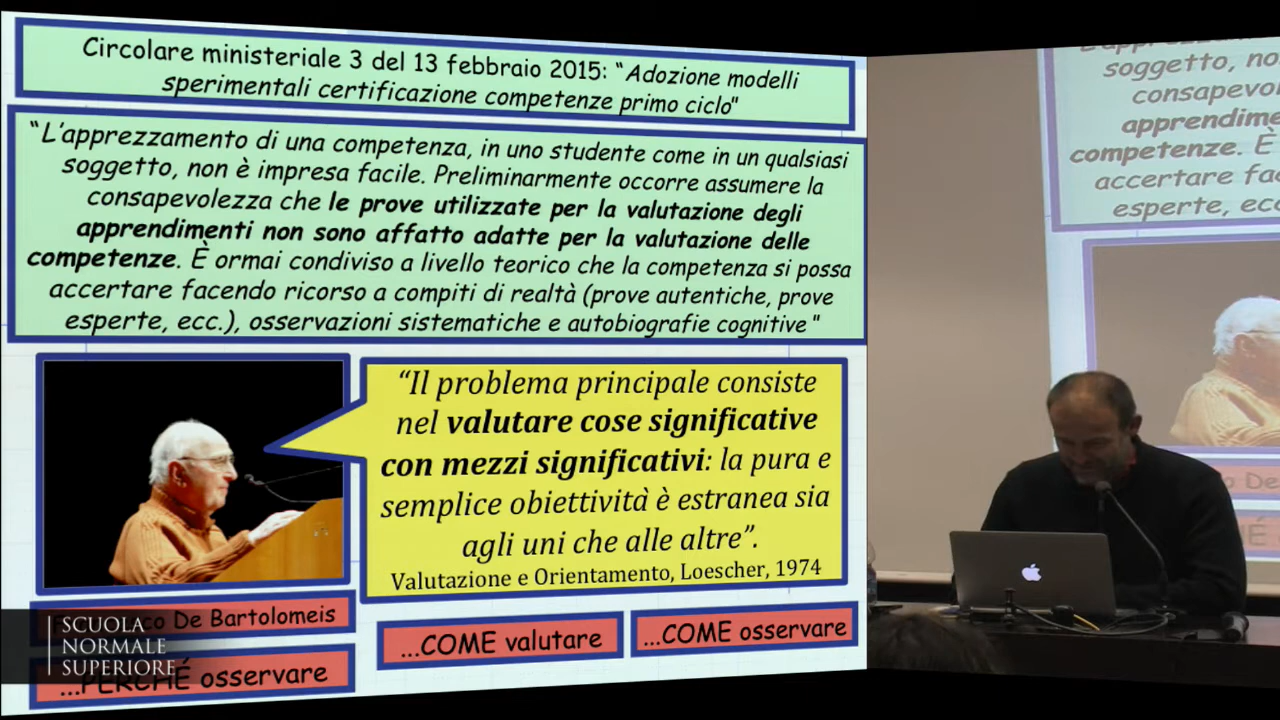 Circolare ministeriale 3 del 13 febbraio 2015: “Adozione modelli
sperimentali certificazione competenze primo ciclo"
“L’apprezzamento di una competenza, in uno studente come in un qualsiasi
soggetto, non è impresa facile. Preliminarmente occorre assumere la
consapevolezza che le prove utilizzate per la valutazione degli
apprendimenti non sono affatto adatte per la valutazione delle
competenze. È ormai condiviso a livello teorico che la competenza si possa
accertare facendo ricorso a compiti di realtà (prove autentiche, prove
esperte, ecc.), osservazioni sistematiche e autobiografie cognitive"
“Il problema principale consiste
nel valutare cose significative
con mezzi significativi: la pura e
semplice obiettività è estranea sia
agli uni che alle altre”.
Valutazione e Orientamento, Loescher, 1974
De Bartolomeis
...COME valutare
...COME osservare
...PERCHÉ osservare
SCUOLA
NORMALE
SUPERIORE
soggetto, no
consapevol
apprendime
competenze. È
accertare fac
esperte, ecc
De